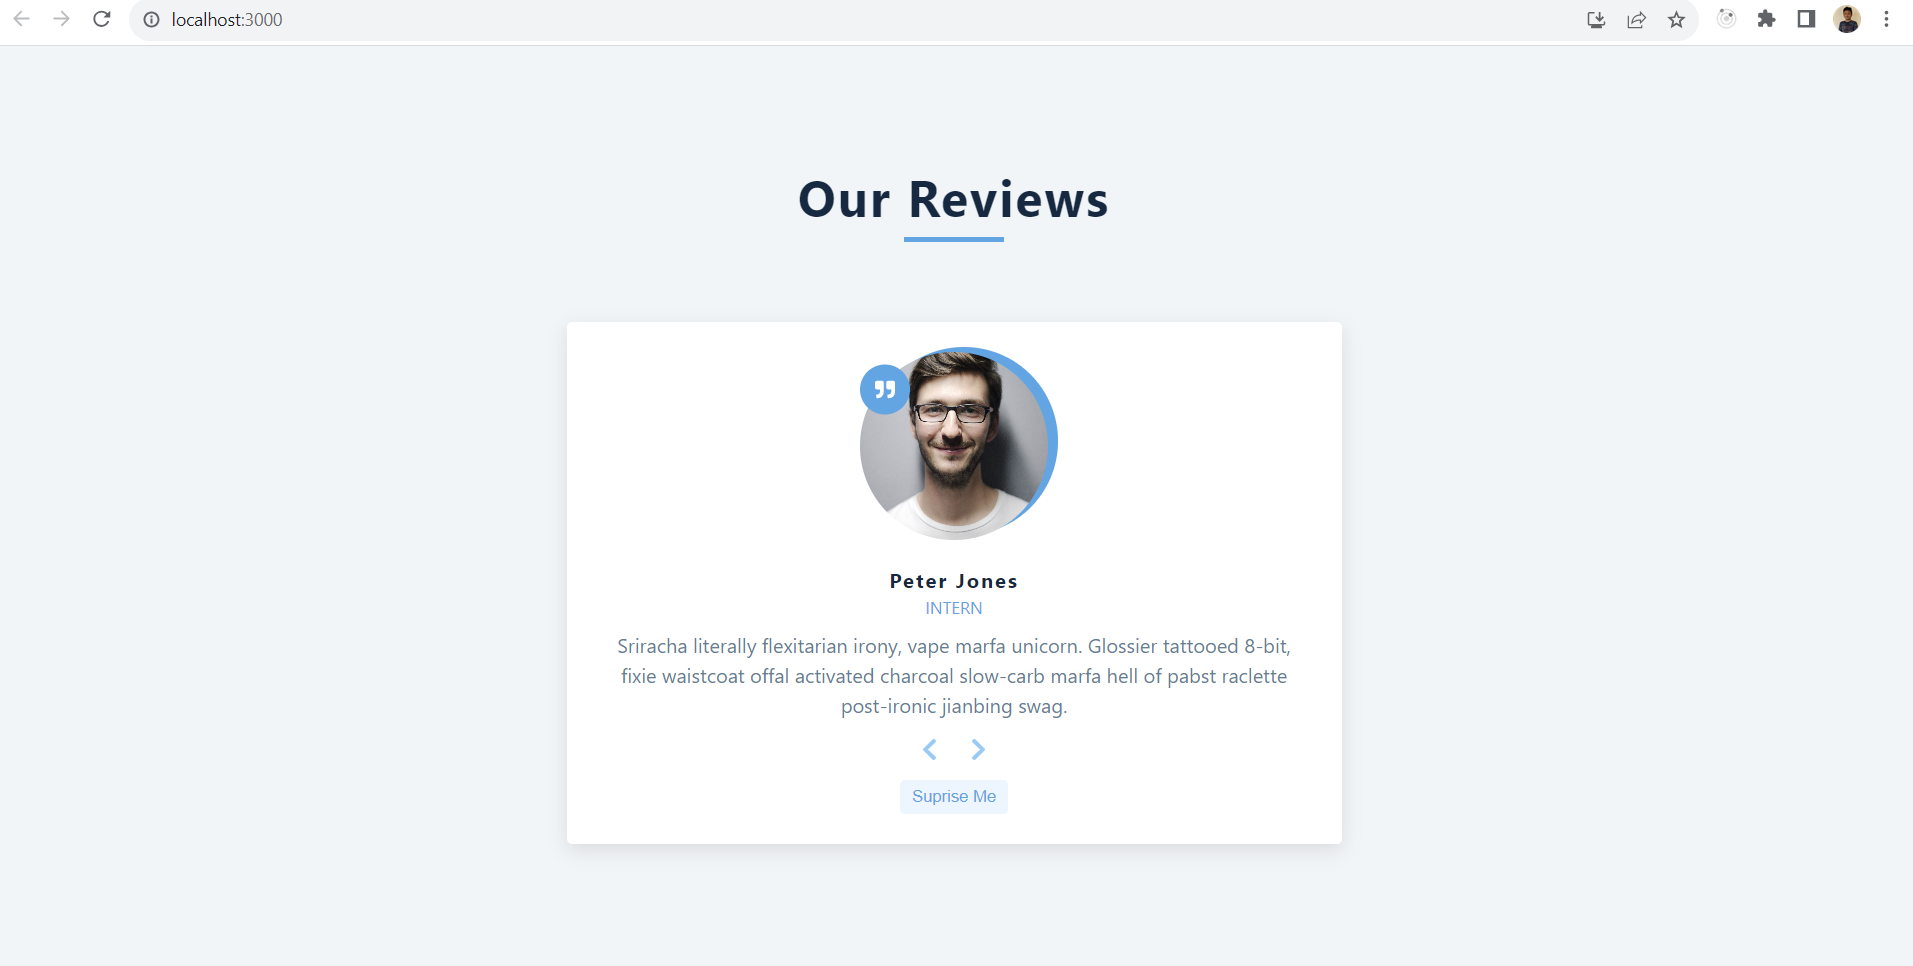 localhost:3000
Our Reviews
Peter Jones
INTERN
Sriracha literally flexitarian irony, vape marfa unicorn. Glossier tattooed 8-bit,
fixie waistcoat offal activated charcoal slow-carb marfa hell of pabst raclette
post-ironic jianbing swag.
Suprise Me